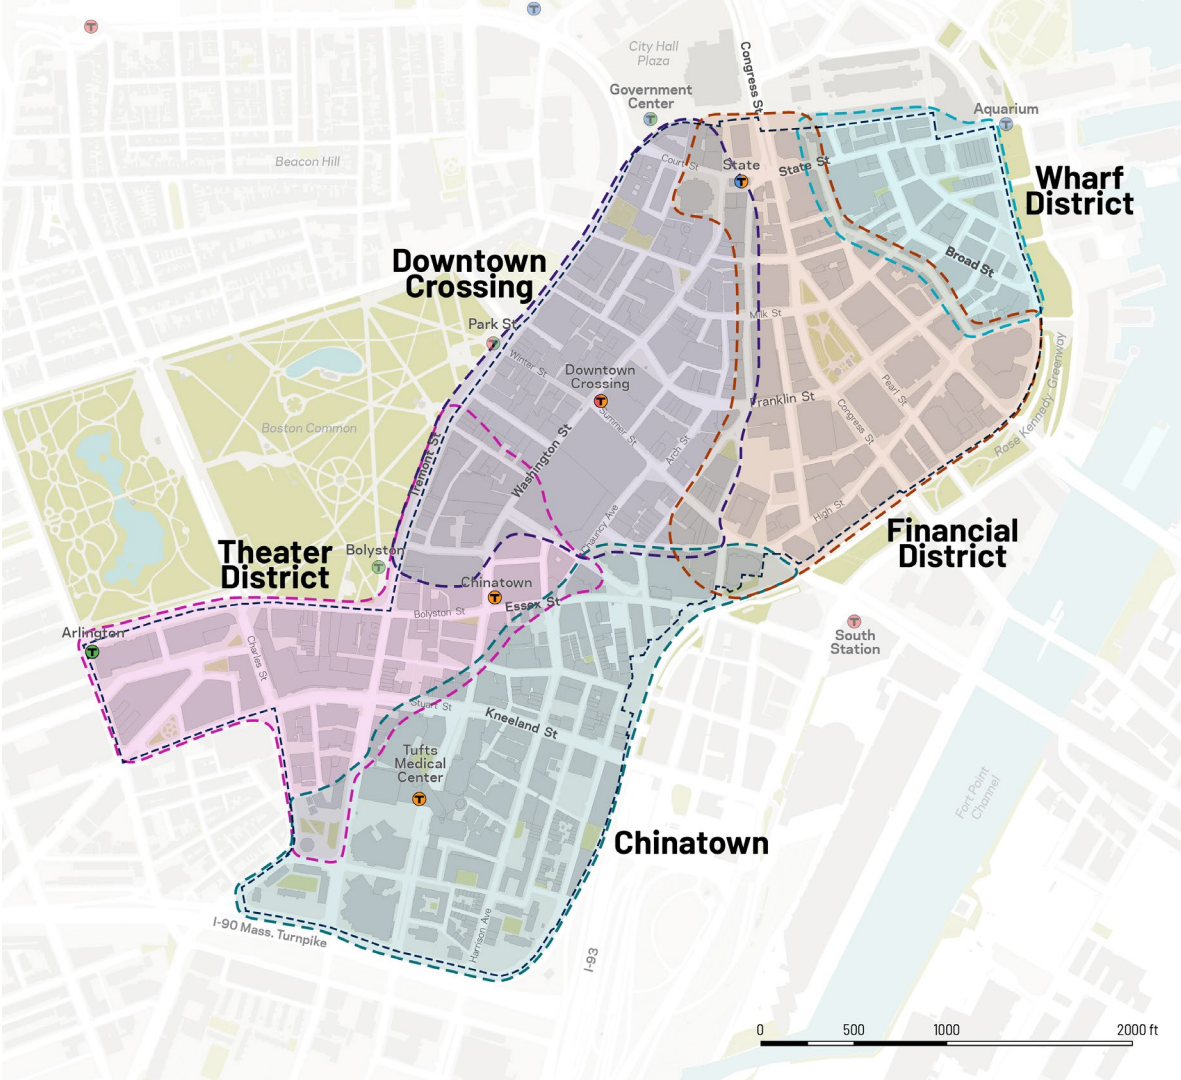 City Hall
Plaza
Congress St
Government
Center
Aquarium
Beacon Hill
Court St
State
State St
Wharf
District
Broad St
Downtown
Crossing
Park St
Milk St
Winter St
Downtown
Crossing
Franklin St
Pearl St
Congress St
Summer St
Arch St
Rose Kennedy Greenway
Boston Common
Tremont St
Washington St
Chauncy Ave
High St
Financial
District
Theater
District
Bolyston
Chinatown
Essex St
Bolyston St
Arlington
Charles St
South
Station
Stuart St
Kneeland St
Tufts
Medical
Center
Fort Point
Channel
Chinatown
Harrison Ave
I-90 Mass. Turnpike
I-93
0 500 1000 2000 ft
T
T
T
T
T
T
T
T
T
T
T
T